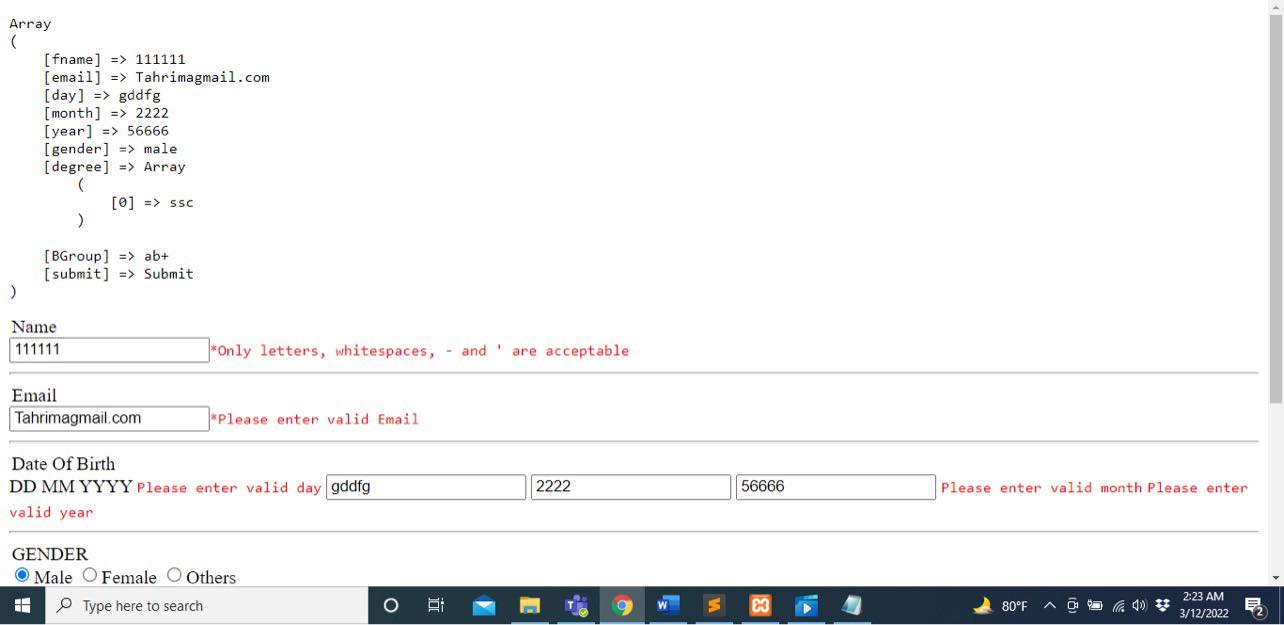 Array
(
[fname] => 111111
[email] => Tahrimagmail.com
[day] => gddfg
[month] => 2222
[year] => 56666
[gender] => male
[degree] => Array
(
[0] => ssc
)
[BGroup] => ab+
[submit] => Submit
)
Name
111111 *Only letters, whitespaces, - and ' are acceptable
Email
Tahrimagmail.com *Please enter valid Email
Date Of Birth
DD MM YYYY Please enter valid day gddfg 2222 56666 Please enter valid month Please enter
valid year
GENDER
Male Female Others
Type here to search
80°F
2:23 AM
3/12/2022
2